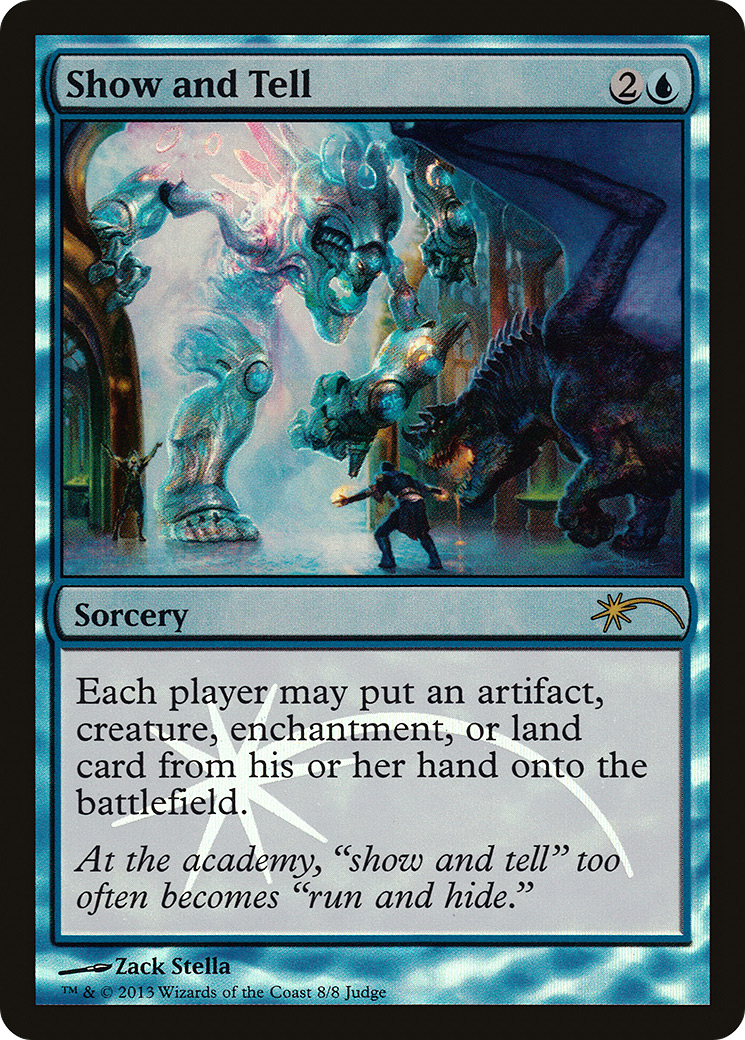 Show and Tell
2
Sorcery
Each player may put an artifact,
creature, enchantment, or land
card from his or her hand onto the
battlefield.
At the academy, “show and tell” too
often becomes “run and hide.”
Zack Stella
™ & © 2013 Wizards of the Coast 8/8 Judge